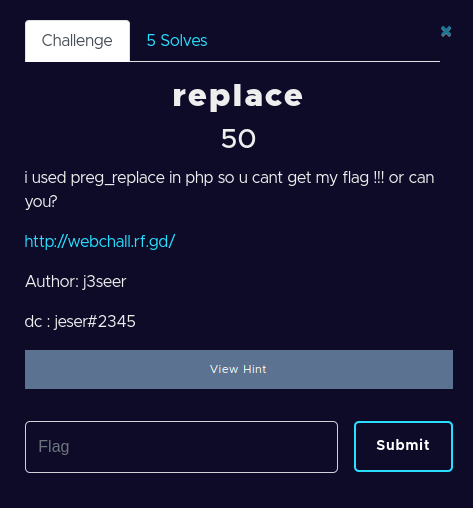 Challenge
5 Solves
✖
replace
50
i used preg_replace in php so u cant get my flag !!! or can
you?
http://webchall.rf.gd/
Author: j3seer
dc : jeser#2345
View Hint
Flag
Submit